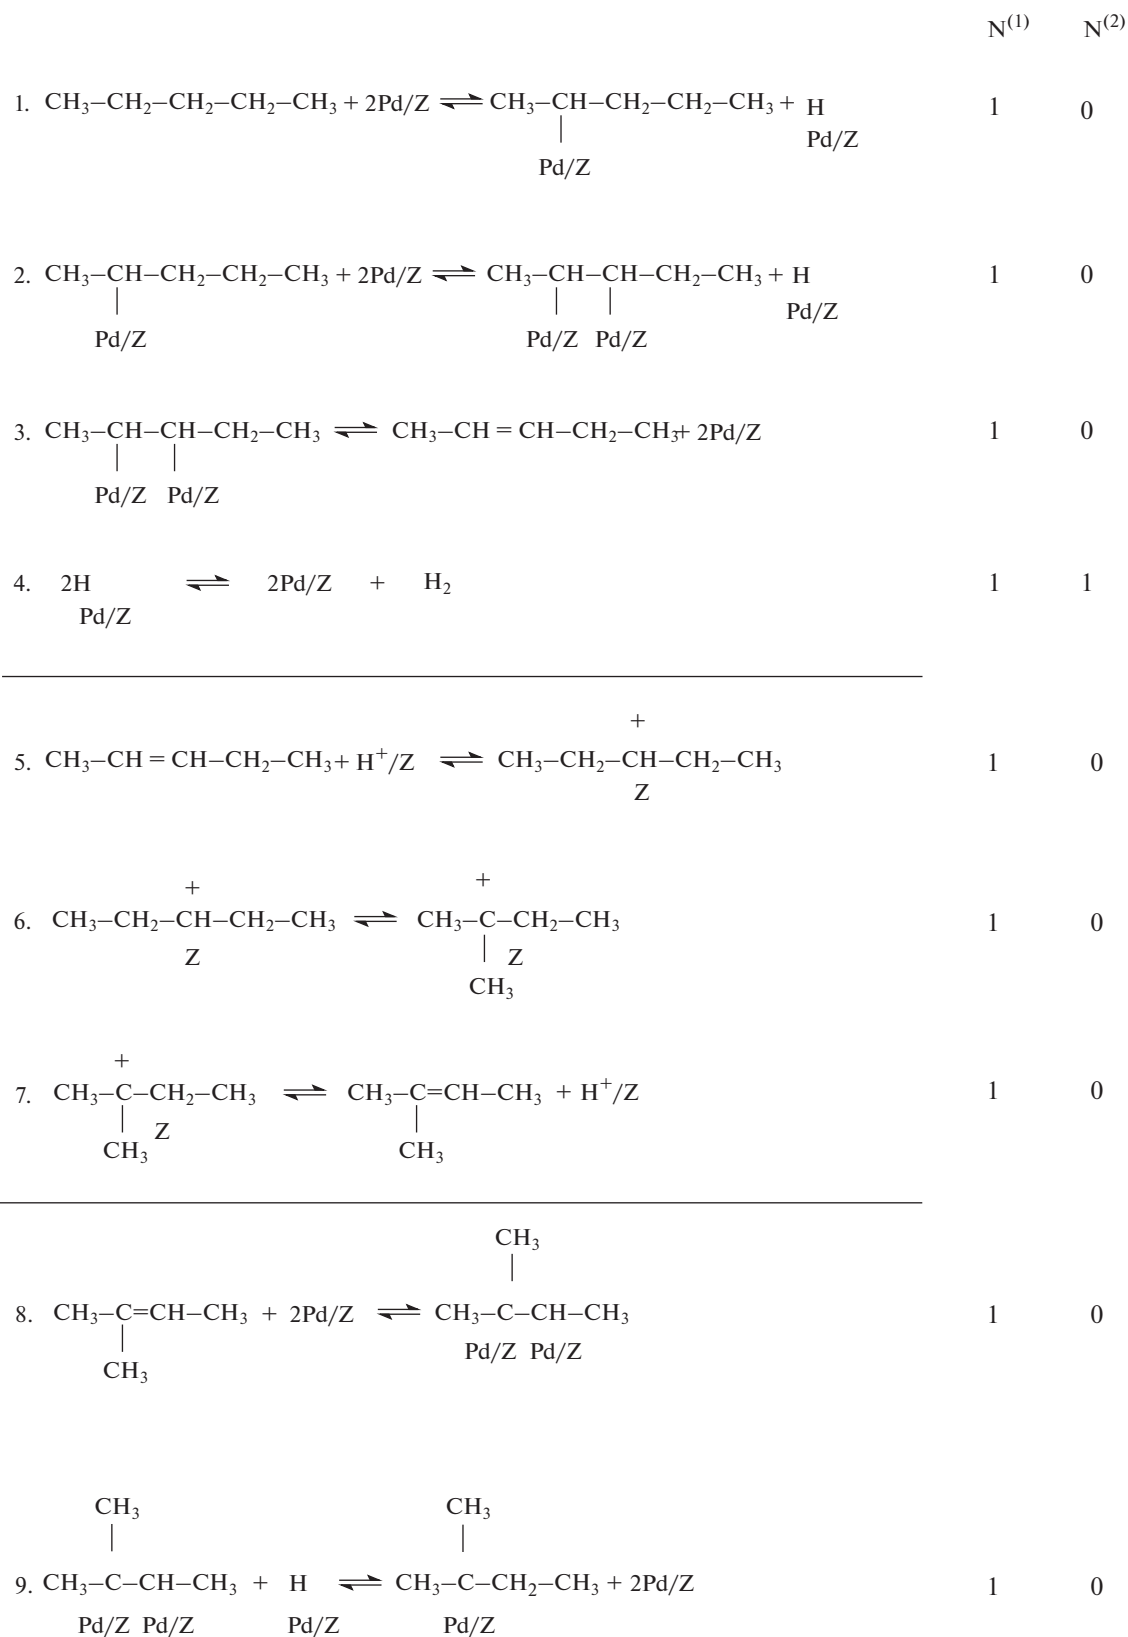 N⁽¹⁾ N⁽²⁾
1. CH₃–CH₂–CH₂–CH₂–CH₃ + 2Pd/Z ⇌ CH₃–CH–CH₂–CH₂–CH₃ + H 1 0
Pd/Z
|
Pd/Z
2. CH₃–CH–CH₂–CH₂–CH₃ + 2Pd/Z ⇌ CH₃–CH–CH–CH₂–CH₃ + H 1 0
| | | Pd/Z
Pd/Z Pd/Z Pd/Z
3. CH₃–CH–CH–CH₂–CH₃ ⇌ CH₃–CH = CH–CH₂–CH₃+ 2Pd/Z 1 0
| |
Pd/Z Pd/Z
4. 2H ⇌ 2Pd/Z + H₂ 1 1
Pd/Z
+
5. CH₃–CH = CH–CH₂–CH₃+ H⁺/Z ⇌ CH₃–CH₂–CH–CH₂–CH₃ 1 0
Z
+ +
6. CH₃–CH₂–CH–CH₂–CH₃ ⇌ CH₃–C–CH₂–CH₃ 1 0
Z | Z
CH₃
+
7. CH₃–C–CH₂–CH₃ ⇌ CH₃–C=CH–CH₃ + H⁺/Z 1 0
| Z |
CH₃ CH₃
CH₃
|
8. CH₃–C=CH–CH₃ + 2Pd/Z ⇌ CH₃–C–CH–CH₃ 1 0
| Pd/Z Pd/Z
CH₃
CH₃ CH₃
| |
9. CH₃–C–CH–CH₃ + H ⇌ CH₃–C–CH₂–CH₃ + 2Pd/Z 1 0
Pd/Z Pd/Z Pd/Z Pd/Z